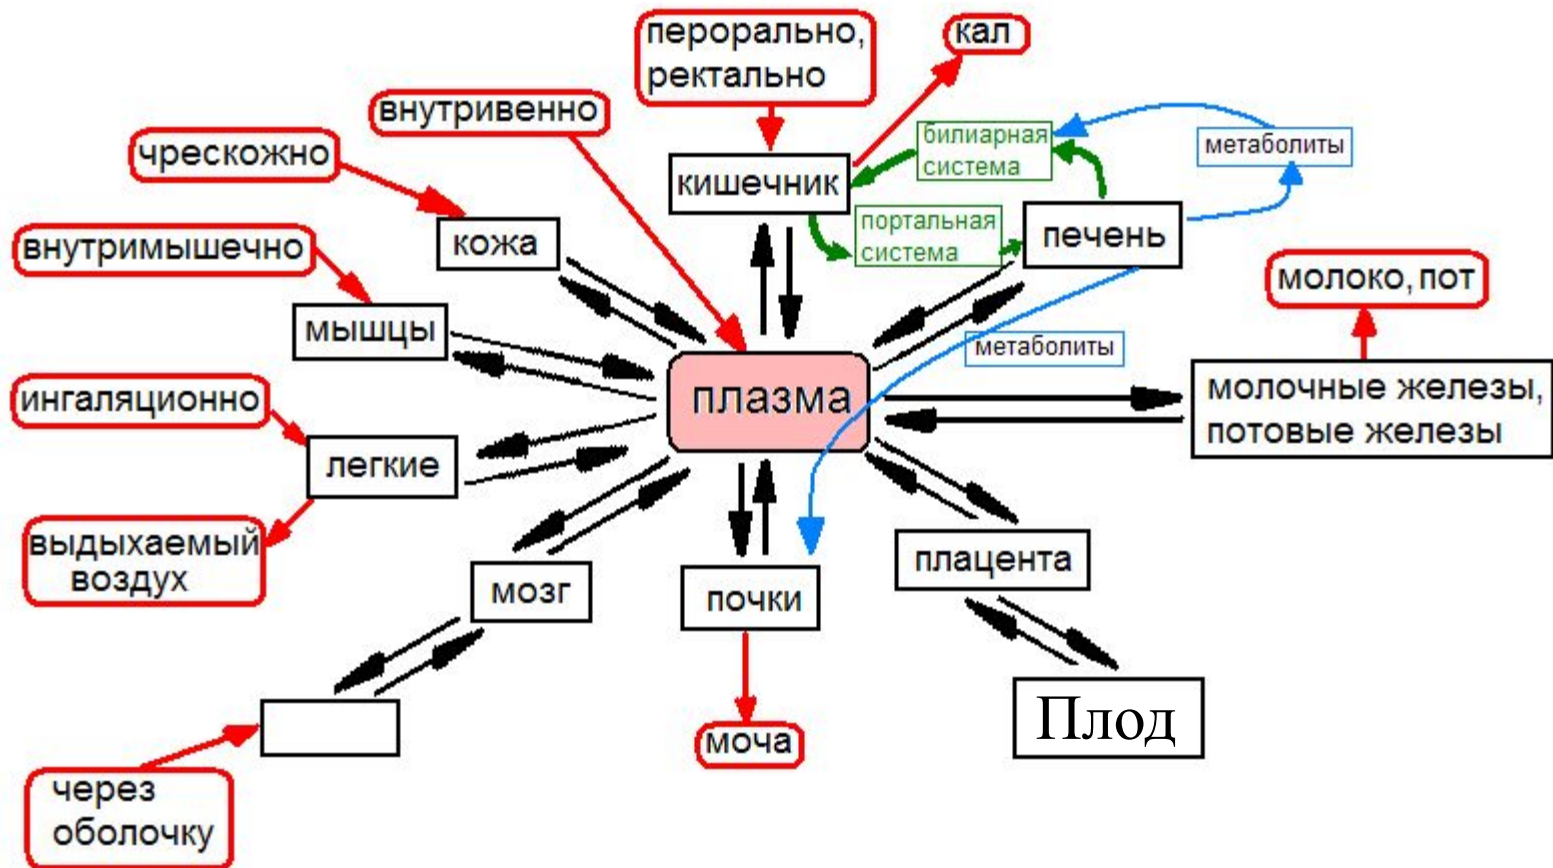 перорально,
ректально
кал
внутривенно
билиарная
система
метаболиты
чрескожно
кишечник
портальная
система
печень
кожа
внутримышечно
молоко, пот
мышцы
метаболиты
плазма
молочные железы,
потовые железы
ингаляционно
легкие
выдыхаемый
воздух
плацента
мозг
почки
Плод
моча
через
оболочку